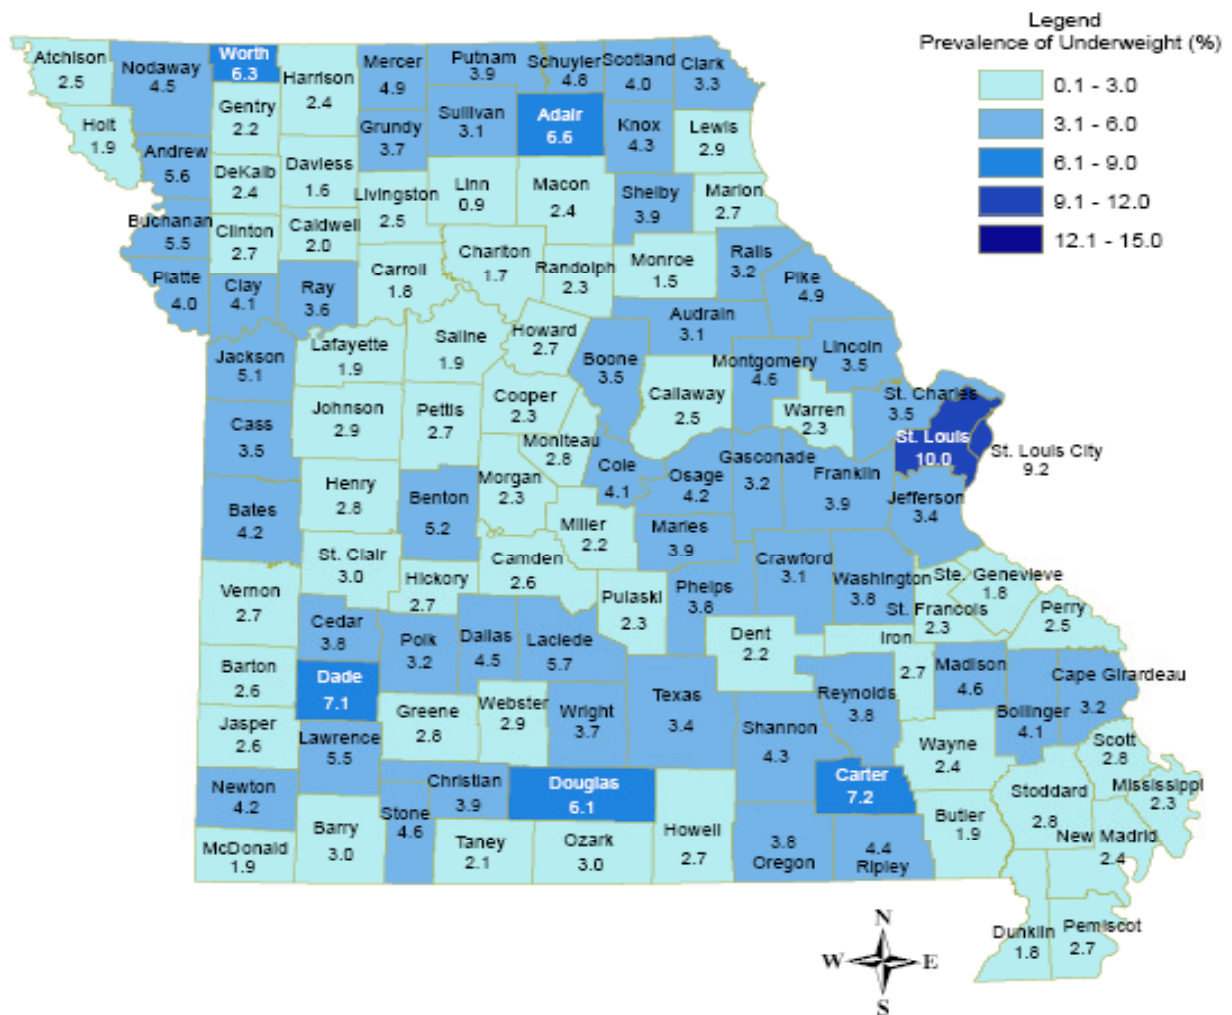 Legend
Prevalence of Underweight (%)
0.1 - 3.0
3.1 - 6.0
6.1 - 9.0
9.1 - 12.0
12.1 - 15.0
Atchison
2.5
Nodaway
4.5
Worth
6.3
Harrison
2.4
Mercer
4.9
Putnam
3.9
Schuyler
4.8
Scotland
4.0
Clark
3.3
Holt
1.9
Gentry
2.2
Grundy
3.7
Sullivan
3.1
Adair
6.6
Knox
4.3
Lewis
2.9
Andrew
5.6
DeKalb
2.4
Daviess
1.6
Livingston
2.5
Linn
0.9
Macon
2.4
Shelby
3.9
Marion
2.7
Buchanan
5.5
Clinton
2.7
Caldwell
2.0
Carroll
1.8
Chariton
1.7
Randolph
2.3
Monroe
1.5
Ralls
3.2
Pike
4.9
Platte
4.0
Clay
4.1
Ray
3.6
Audrain
3.1
Jackson
5.1
Lafayette
1.9
Saline
1.9
Howard
2.7
Boone
3.5
Montgomery
4.6
Lincoln
3.5
Cass
3.5
Johnson
2.9
Pettis
2.7
Cooper
2.3
Callaway
2.5
Warren
2.3
St. Charles
3.5
St. Louis
10.0
St. Louis City
9.2
Moniteau
2.8
Cole
4.1
Osage
4.2
Gasconade
3.2
Franklin
3.9
Jefferson
3.4
Bates
4.2
Henry
2.8
Benton
5.2
Morgan
2.3
Miller
2.2
Maries
3.9
Crawford
3.1
Washington
3.8
Ste. Genevieve
1.8
St. Francois
2.3
Perry
2.5
Vernon
2.7
St. Clair
3.0
Hickory
2.7
Camden
2.6
Pulaski
2.3
Phelps
3.8
Dent
2.2
Iron
2.7
Cedar
3.8
Polk
3.2
Dallas
4.5
Laclede
5.7
Madison
4.6
Cape Girardeau
3.2
Barton
2.6
Dade
7.1
Greene
2.8
Webster
2.9
Wright
3.7
Texas
3.4
Shannon
4.3
Reynolds
3.8
Bollinger
4.1
Jasper
2.6
Lawrence
5.5
Wayne
2.4
Scott
2.8
Mississippi
2.3
Newton
4.2
Christian
3.9
Stone
4.6
Douglas
6.1
Carter
7.2
Stoddard
2.8
Butler
1.9
New Madrid
2.4
McDonald
1.9
Barry
3.0
Taney
2.1
Ozark
3.0
Howell
2.7
3.8
Oregon
4.4
Ripley
Dunklin
1.8
Pemiscot
2.7
N
W
E
S